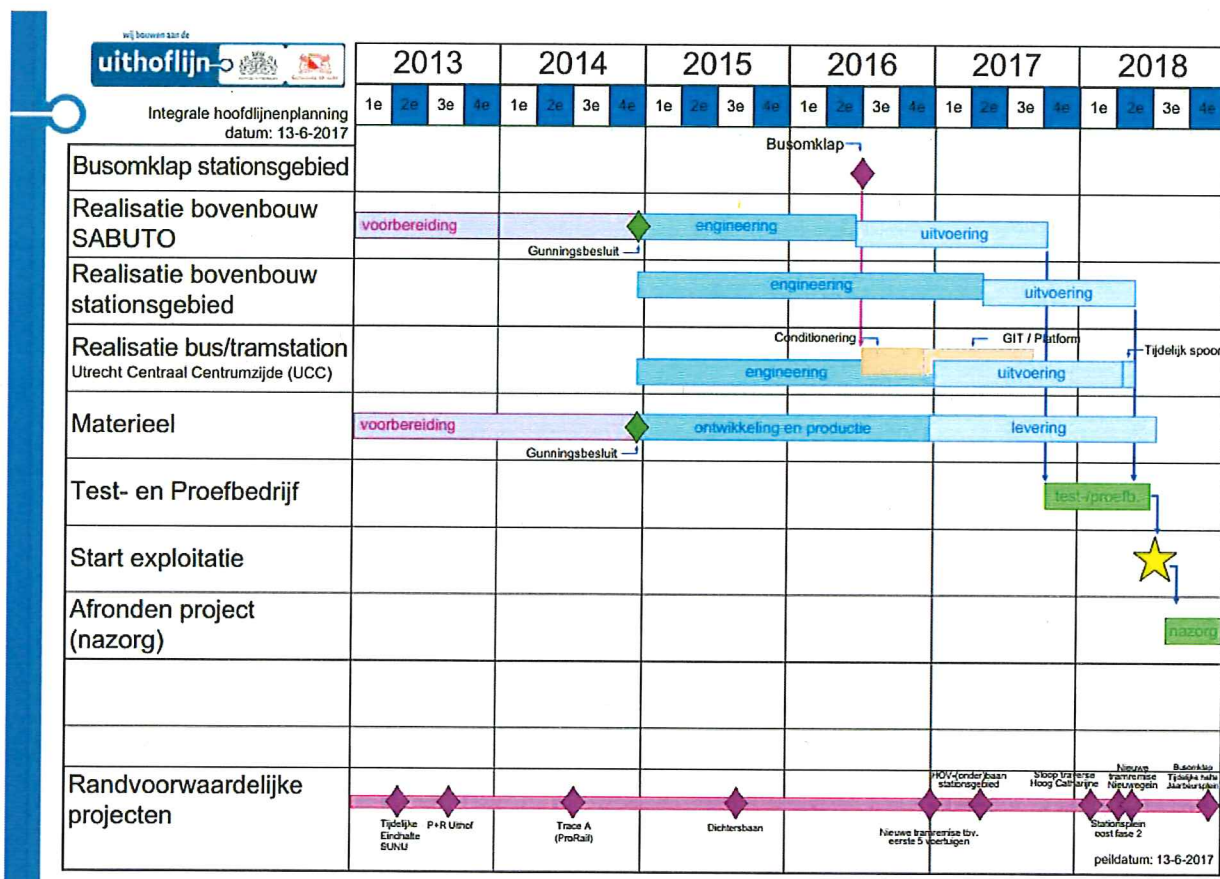 wij bouwen aan de
uithoflijn
Integrale hoofdlijnenplanning
datum: 13-6-2017
2013 2014 2015 2016 2017 2018
1e 2e 3e 4e 1e 2e 3e 4e 1e 2e 3e 4e 1e 2e 3e 4e 1e 2e 3e 4e 1e 2e 3e 4e
Busomklap stationsgebied
Busomklap
Realisatie bovenbouw
SABUTO
voorbereiding
Gunningsbesluit
engineering
uitvoering
Realisatie bovenbouw
stationsgebied
engineering
uitvoering
Realisatie bus/tramstation
Utrecht Centraal Centrumzijde (UCC)
Conditionering
GIT / Platform
Tijdelijk spoor
engineering
uitvoering
Materieel
voorbereiding
Gunningsbesluit
ontwikkeling en productie
levering
Test- en Proefbedrijf
test-/proefb.
Start exploitatie
Afronden project
(nazorg)
nazorg
Randvoorwaardelijke
projecten
Tijdelijke
Eindhalte
SUNIJ
P+R Uithof
Trace A
(ProRail)
Dichtersbaan
Nieuwe tramremise tbv.
eerste 5 voertuigen
HOV-(onder)baan
stationsgebied
Sloop traverse
Hoog Catharijne
Nieuwe
tramremise
Nieuwegein
Stationsplein
oost fase 2
Busomklap
Tijdelijke halte
Jaarbeursplein
peildatum: 13-6-2017